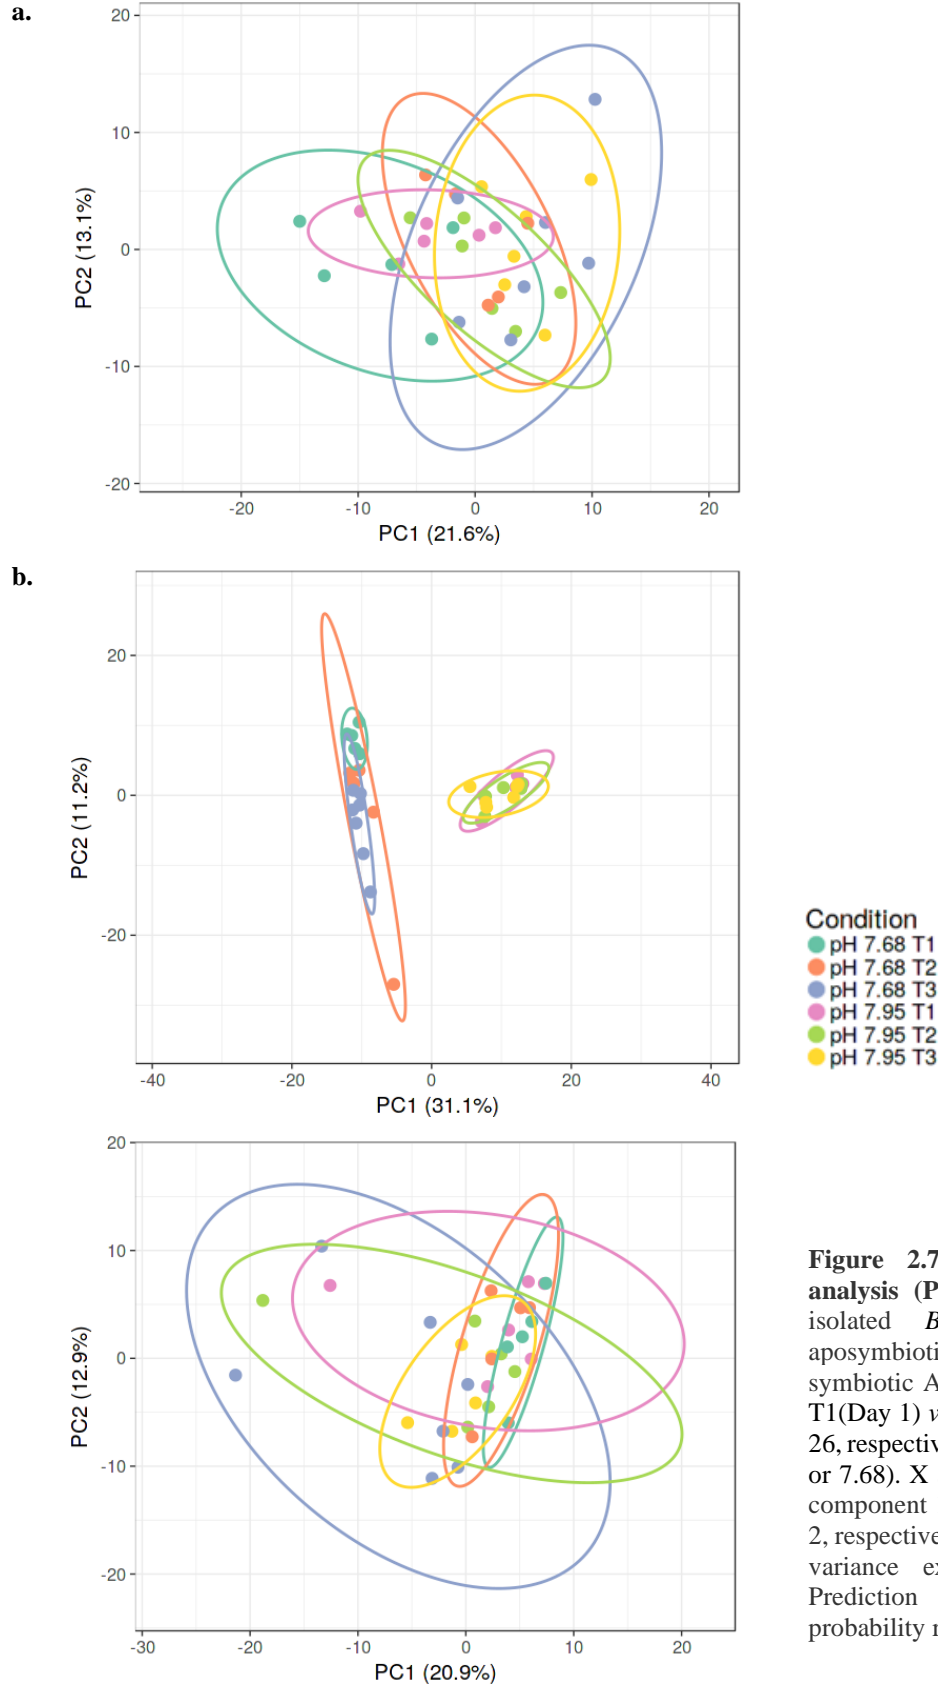 a.
20
10
0
-10
-20
PC2 (13.1%)
-20 -10 0 10 20
PC1 (21.6%)
b.
20
0
-20
PC2 (11.2%)
-40 -20 0 20 40
PC1 (31.1%)
Condition
pH 7.68 T1
pH 7.68 T2
pH 7.68 T3
pH 7.95 T1
pH 7.95 T2
pH 7.95 T3
20
10
0
-10
-20
PC2 (12.9%)
-30 -20 -10 0 10 20
PC1 (20.9%)
Figure 2.7
analysis (P
isolated B
aposymbioti
symbiotic A
T1(Day 1) v
26, respective
or 7.68). X
component
2, respective
variance ex
Prediction
probability r